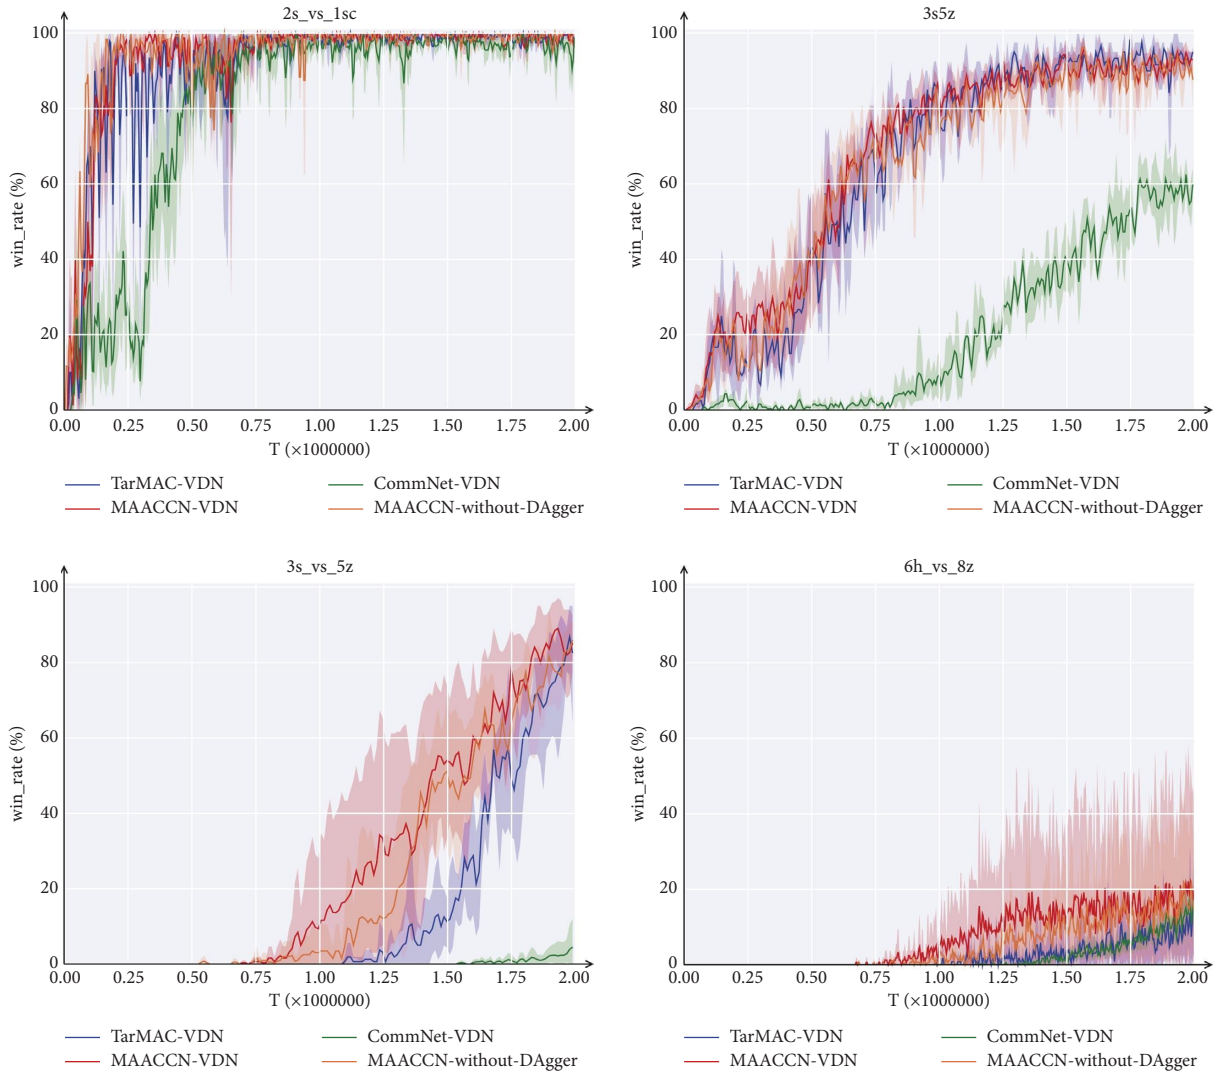 2s_vs_1sc
100
80
60
40
20
0
win_rate (%)
0.00 0.25 0.50 0.75 1.00 1.25 1.50 1.75 2.00
T (×1000000)
TarMAC-VDN CommNet-VDN
MAACCN-VDN MAACCN-without-DAgger
3s5z
100
80
60
40
20
0
win_rate (%)
0.00 0.25 0.50 0.75 1.00 1.25 1.50 1.75 2.00
T (×1000000)
TarMAC-VDN CommNet-VDN
MAACCN-VDN MAACCN-without-DAgger
3s_vs_5z
100
80
60
40
20
0
win_rate (%)
0.00 0.25 0.50 0.75 1.00 1.25 1.50 1.75 2.00
T (×1000000)
TarMAC-VDN CommNet-VDN
MAACCN-VDN MAACCN-without-DAgger
6h_vs_8z
100
80
60
40
20
0
win_rate (%)
0.00 0.25 0.50 0.75 1.00 1.25 1.50 1.75 2.00
T (×1000000)
TarMAC-VDN CommNet-VDN
MAACCN-VDN MAACCN-without-DAgger